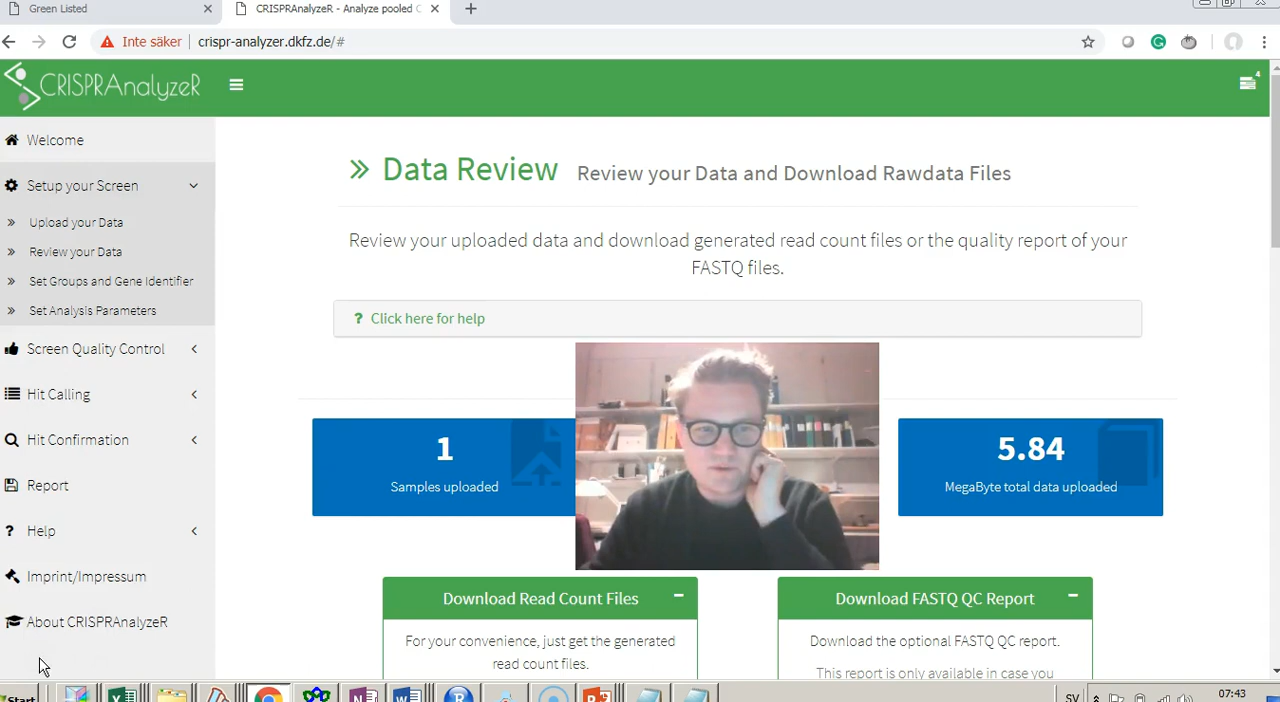 Green Listed
CRISPRAnalyzeR - Analyze pooled C
Inte säker
crispr-analyzer.dkfz.de/#
CRISPRAnalyzeR
4
Welcome
Setup your Screen
Upload your Data
Review your Data
Set Groups and Gene Identifier
Set Analysis Parameters
Screen Quality Control
Hit Calling
Hit Confirmation
Report
Help
Imprint/Impressum
About CRISPRAnalyzeR
» Data Review Review your Data and Download Rawdata Files
Review your uploaded data and download generated read count files or the quality report of your
FASTQ files.
? Click here for help
1
Samples uploaded
5.84
MegaByte total data uploaded
Download Read Count Files
For your convenience, just get the generated
read count files.
Download FASTQ QC Report
Download the optional FASTQ QC report.
This report is only available in case you
Start
SV
07:43